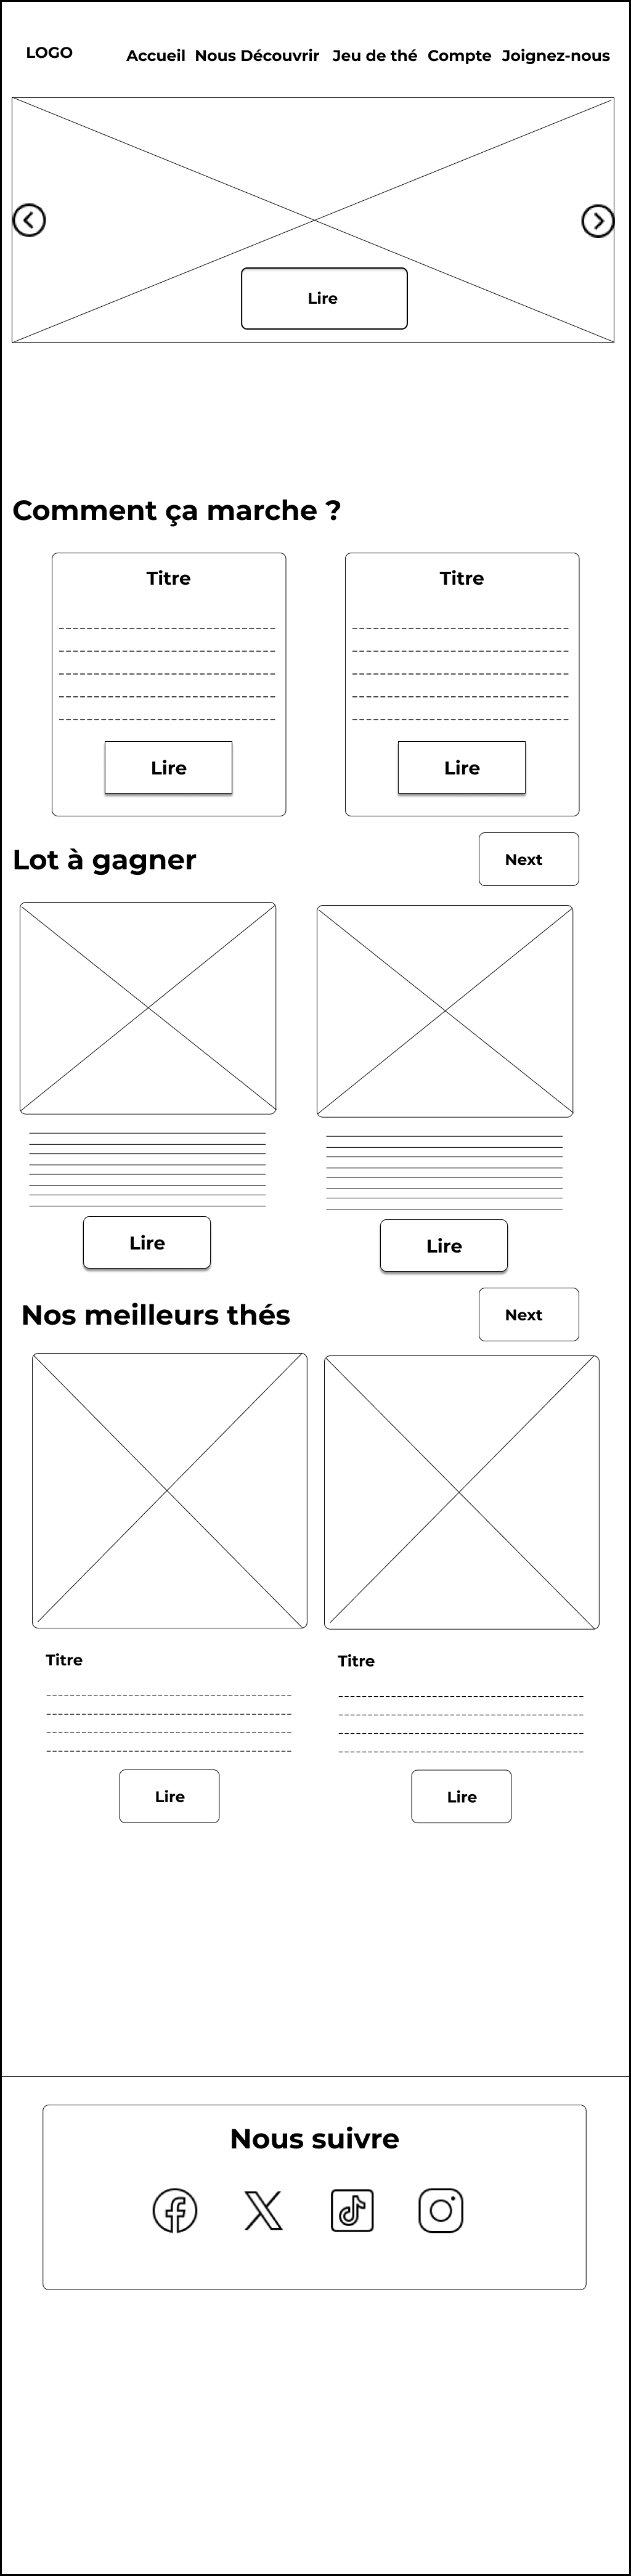 LOGO
Accueil Nous Découvrir Jeu de thé Compte Joignez-nous
Lire
Comment ça marche ?
Titre
Titre
Lire
Lire
Lot à gagner
Next
Lire
Lire
Nos meilleurs thés
Next
Titre
Titre
Lire
Lire
Nous suivre